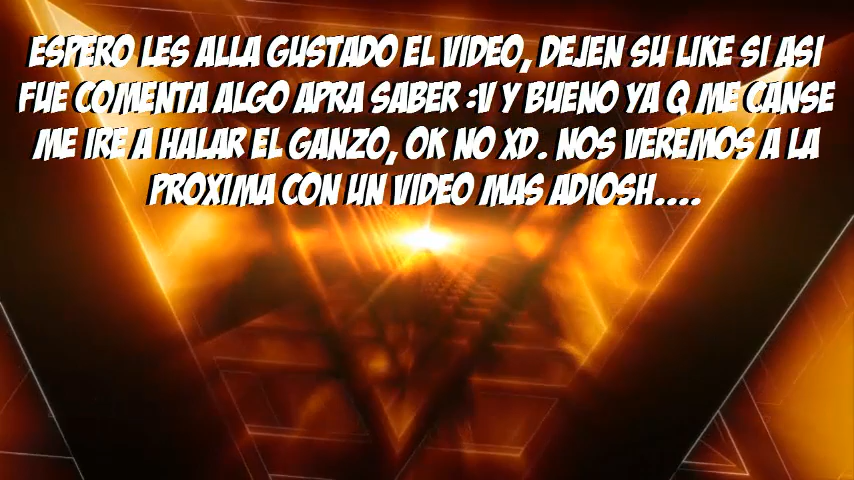 ESPERO LES ALLA GUSTADO EL VIDEO, DEJEN SU LIKE SI ASI
FUE COMENTA ALGO APRA SABER :V Y BUENO YA Q ME CANSE
ME IRE A HALAR EL GANZO, OK NO XD. NOS VEREMOS A LA
PROXIMA CON UN VIDEO MAS ADIOSH....